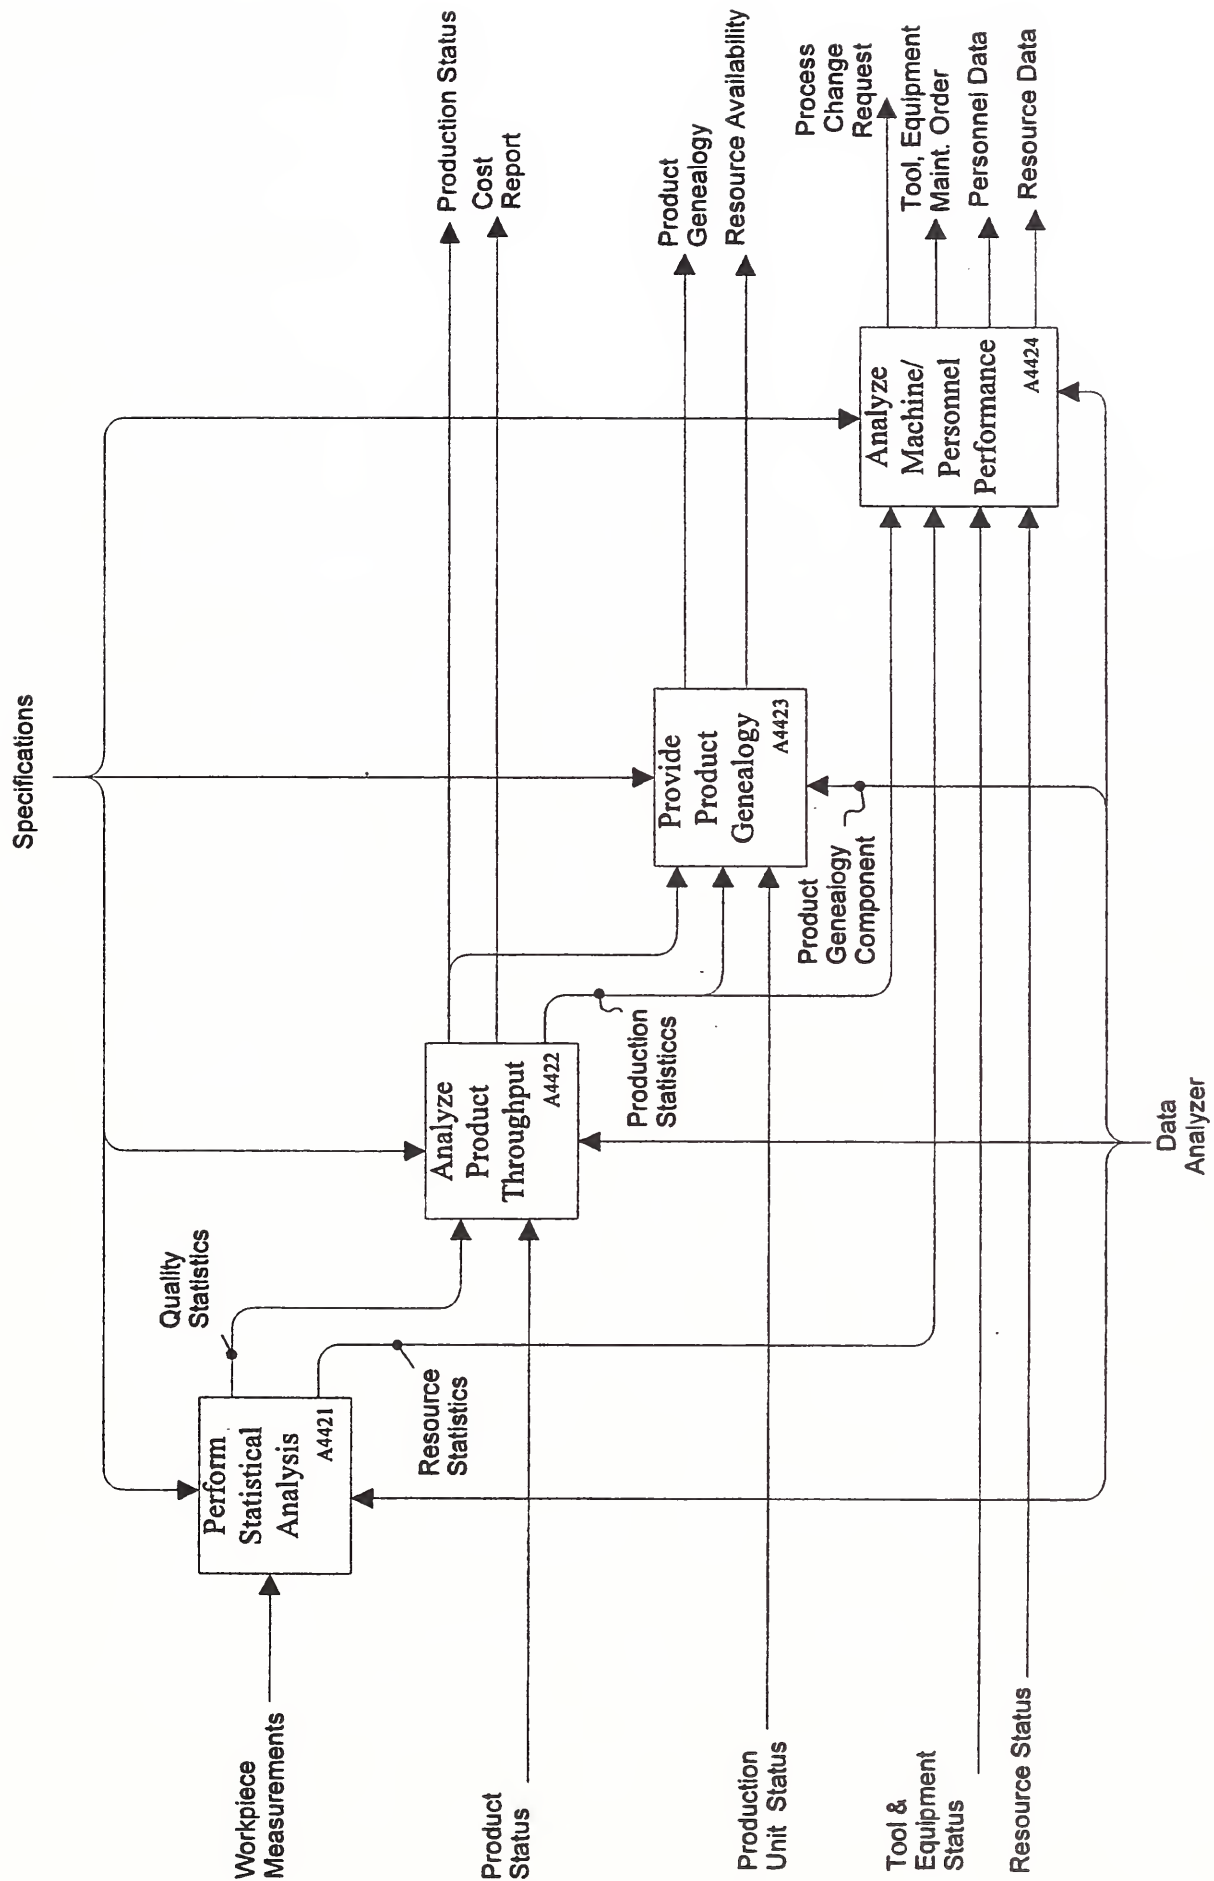 Specifications
Workpiece
Measurements
Perform
Statistical
Analysis
A4421
Quality
Statistics
Resource
Statistics
Product
Status
Analyze
Product
Throughput
A4422
Production
Statisticcs
Production Status
Cost
Report
Production
Unit Status
Provide
Product
Genealogy
A4423
Product
Genealogy
Component
Product
Genealogy
Resource Availability
Tool &
Equipment
Status
Resource Status
Analyze
Machine/
Personnel
Performance
A4424
Process
Change
Request
Tool, Equipment
Maint. Order
Personnel Data
Resource Data
Data
Analyzer